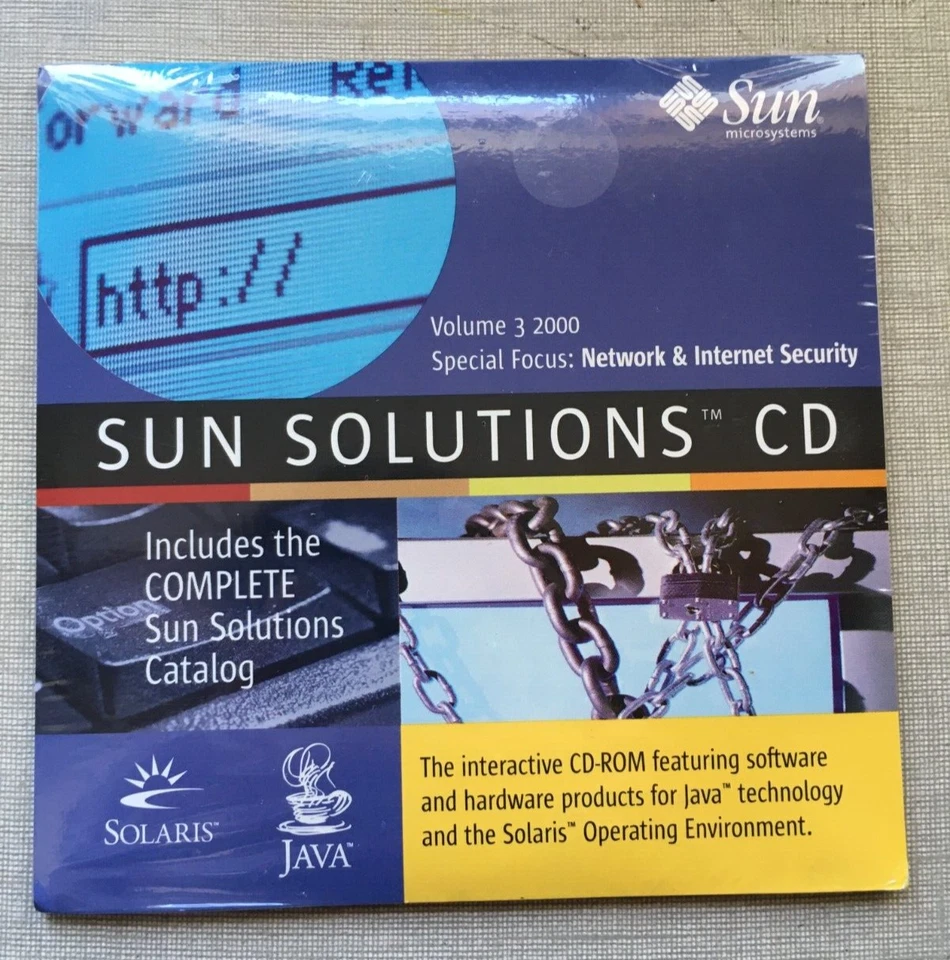 orward
Sun
microsystems
http://
Volume 3 2000
Special Focus: Network & Internet Security
SUN SOLUTIONS™ CD
Includes the
COMPLETE
Sun Solutions
Catalog
Option
The interactive CD-ROM featuring software
and hardware products for Java™ technology
and the Solaris™ Operating Environment.
SOLARIS™
JAVA™